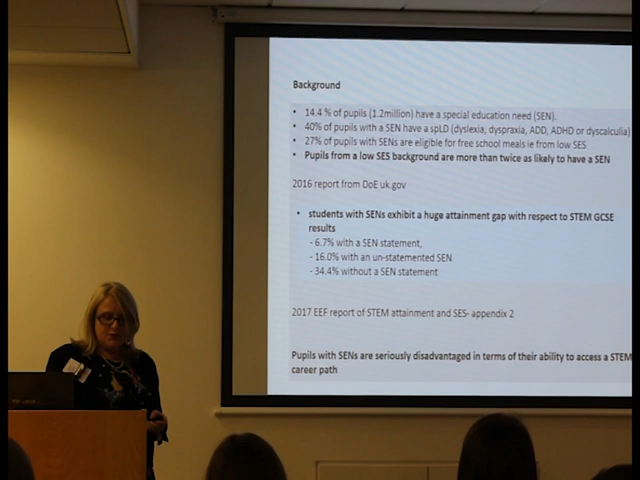 Background
• 14.4 % of pupils (1.2million) have a special education need (SEN).
• 40% of pupils with a SEN have a spLD (dyslexia, dyspraxia, ADD, ADHD or dyscalculia)
• 27% of pupils with SENs are eligible for free school meals ie from low SES
• Pupils from a low SES background are more than twice as likely to have a SEN
2016 report from DoE uk.gov
• students with SENs exhibit a huge attainment gap with respect to STEM GCSE
results
- 6.7% with a SEN statement,
- 16.0% with an un-statemented SEN
- 34.4% without a SEN statement
2017 EEF report of STEM attainment and SES- appendix 2
Pupils with SENs are seriously disadvantaged in terms of their ability to access a STEM
career path